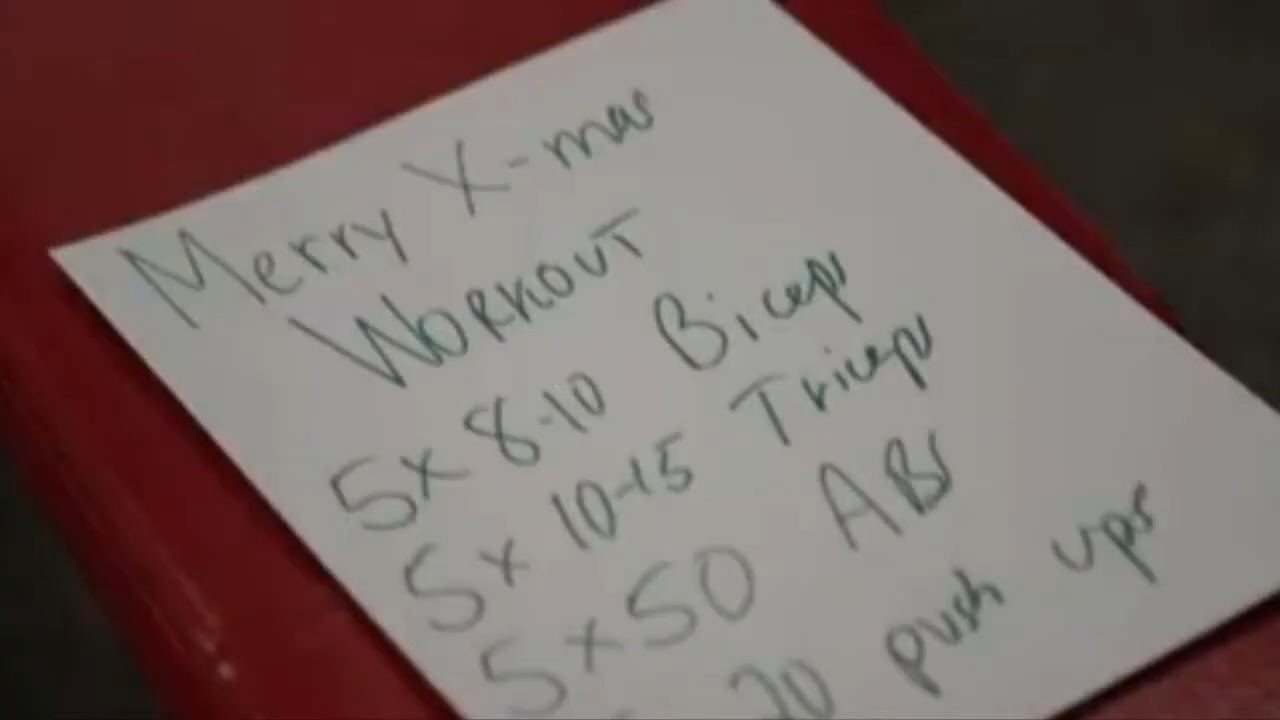 Merry X-mas
WORKOUT
5x 8-10 Biceps
5x 10-15 Triceps
5x50 ABS
20 push ups